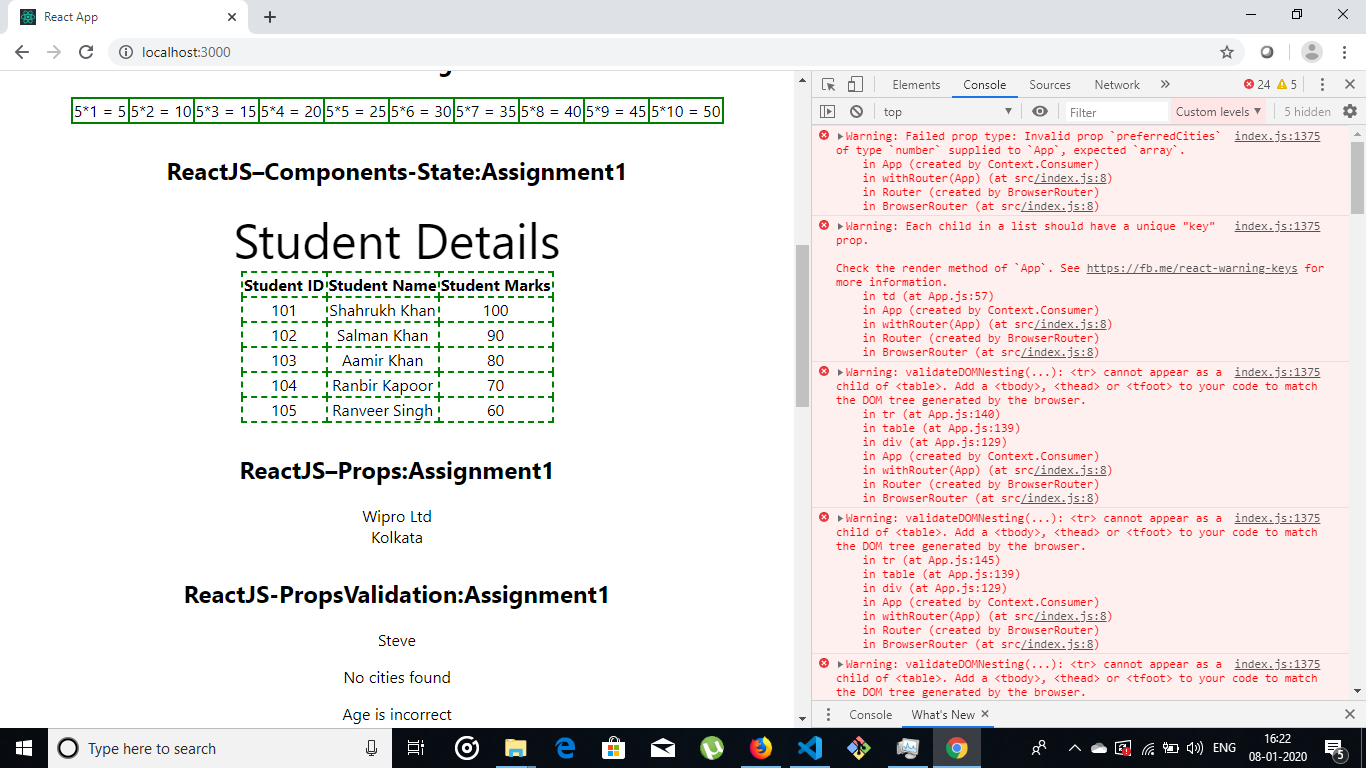 React App
localhost:3000
5*1 = 5 5*2 = 10 5*3 = 15 5*4 = 20 5*5 = 25 5*6 = 30 5*7 = 35 5*8 = 40 5*9 = 45 5*10 = 50
ReactJS–Components-State:Assignment1
Student Details
Student ID Student Name Student Marks
101 Shahrukh Khan 100
102 Salman Khan 90
103 Aamir Khan 80
104 Ranbir Kapoor 70
105 Ranveer Singh 60
ReactJS–Props:Assignment1
Wipro Ltd
Kolkata
ReactJS-PropsValidation:Assignment1
Steve
No cities found
Age is incorrect
Elements Console Sources Network » 24 5
top Filter Custom levels 5 hidden
Warning: Failed prop type: Invalid prop `preferredCities` index.js:1375
of type `number` supplied to `App`, expected `array`.
in App (created by Context.Consumer)
in withRouter(App) (at src/index.js:8)
in Router (created by BrowserRouter)
in BrowserRouter (at src/index.js:8)
Warning: Each child in a list should have a unique "key" index.js:1375
prop.
Check the render method of `App`. See https://fb.me/react-warning-keys for
more information.
in td (at App.js:57)
in App (created by Context.Consumer)
in withRouter(App) (at src/index.js:8)
in Router (created by BrowserRouter)
in BrowserRouter (at src/index.js:8)
Warning: validateDOMNesting(...): <tr> cannot appear as a index.js:1375
child of <table>. Add a <tbody>, <thead> or <tfoot> to your code to match
the DOM tree generated by the browser.
in tr (at App.js:140)
in table (at App.js:139)
in div (at App.js:129)
in App (created by Context.Consumer)
in withRouter(App) (at src/index.js:8)
in Router (created by BrowserRouter)
in BrowserRouter (at src/index.js:8)
Warning: validateDOMNesting(...): <tr> cannot appear as a index.js:1375
child of <table>. Add a <tbody>, <thead> or <tfoot> to your code to match
the DOM tree generated by the browser.
in tr (at App.js:145)
in table (at App.js:139)
in div (at App.js:129)
in App (created by Context.Consumer)
in withRouter(App) (at src/index.js:8)
in Router (created by BrowserRouter)
in BrowserRouter (at src/index.js:8)
Warning: validateDOMNesting(...): <tr> cannot appear as a index.js:1375
child of <table>. Add a <tbody>, <thead> or <tfoot> to your code to match
the DOM tree generated by the browser.
Console What's New
Type here to search
ENG
16:22
08-01-2020
5